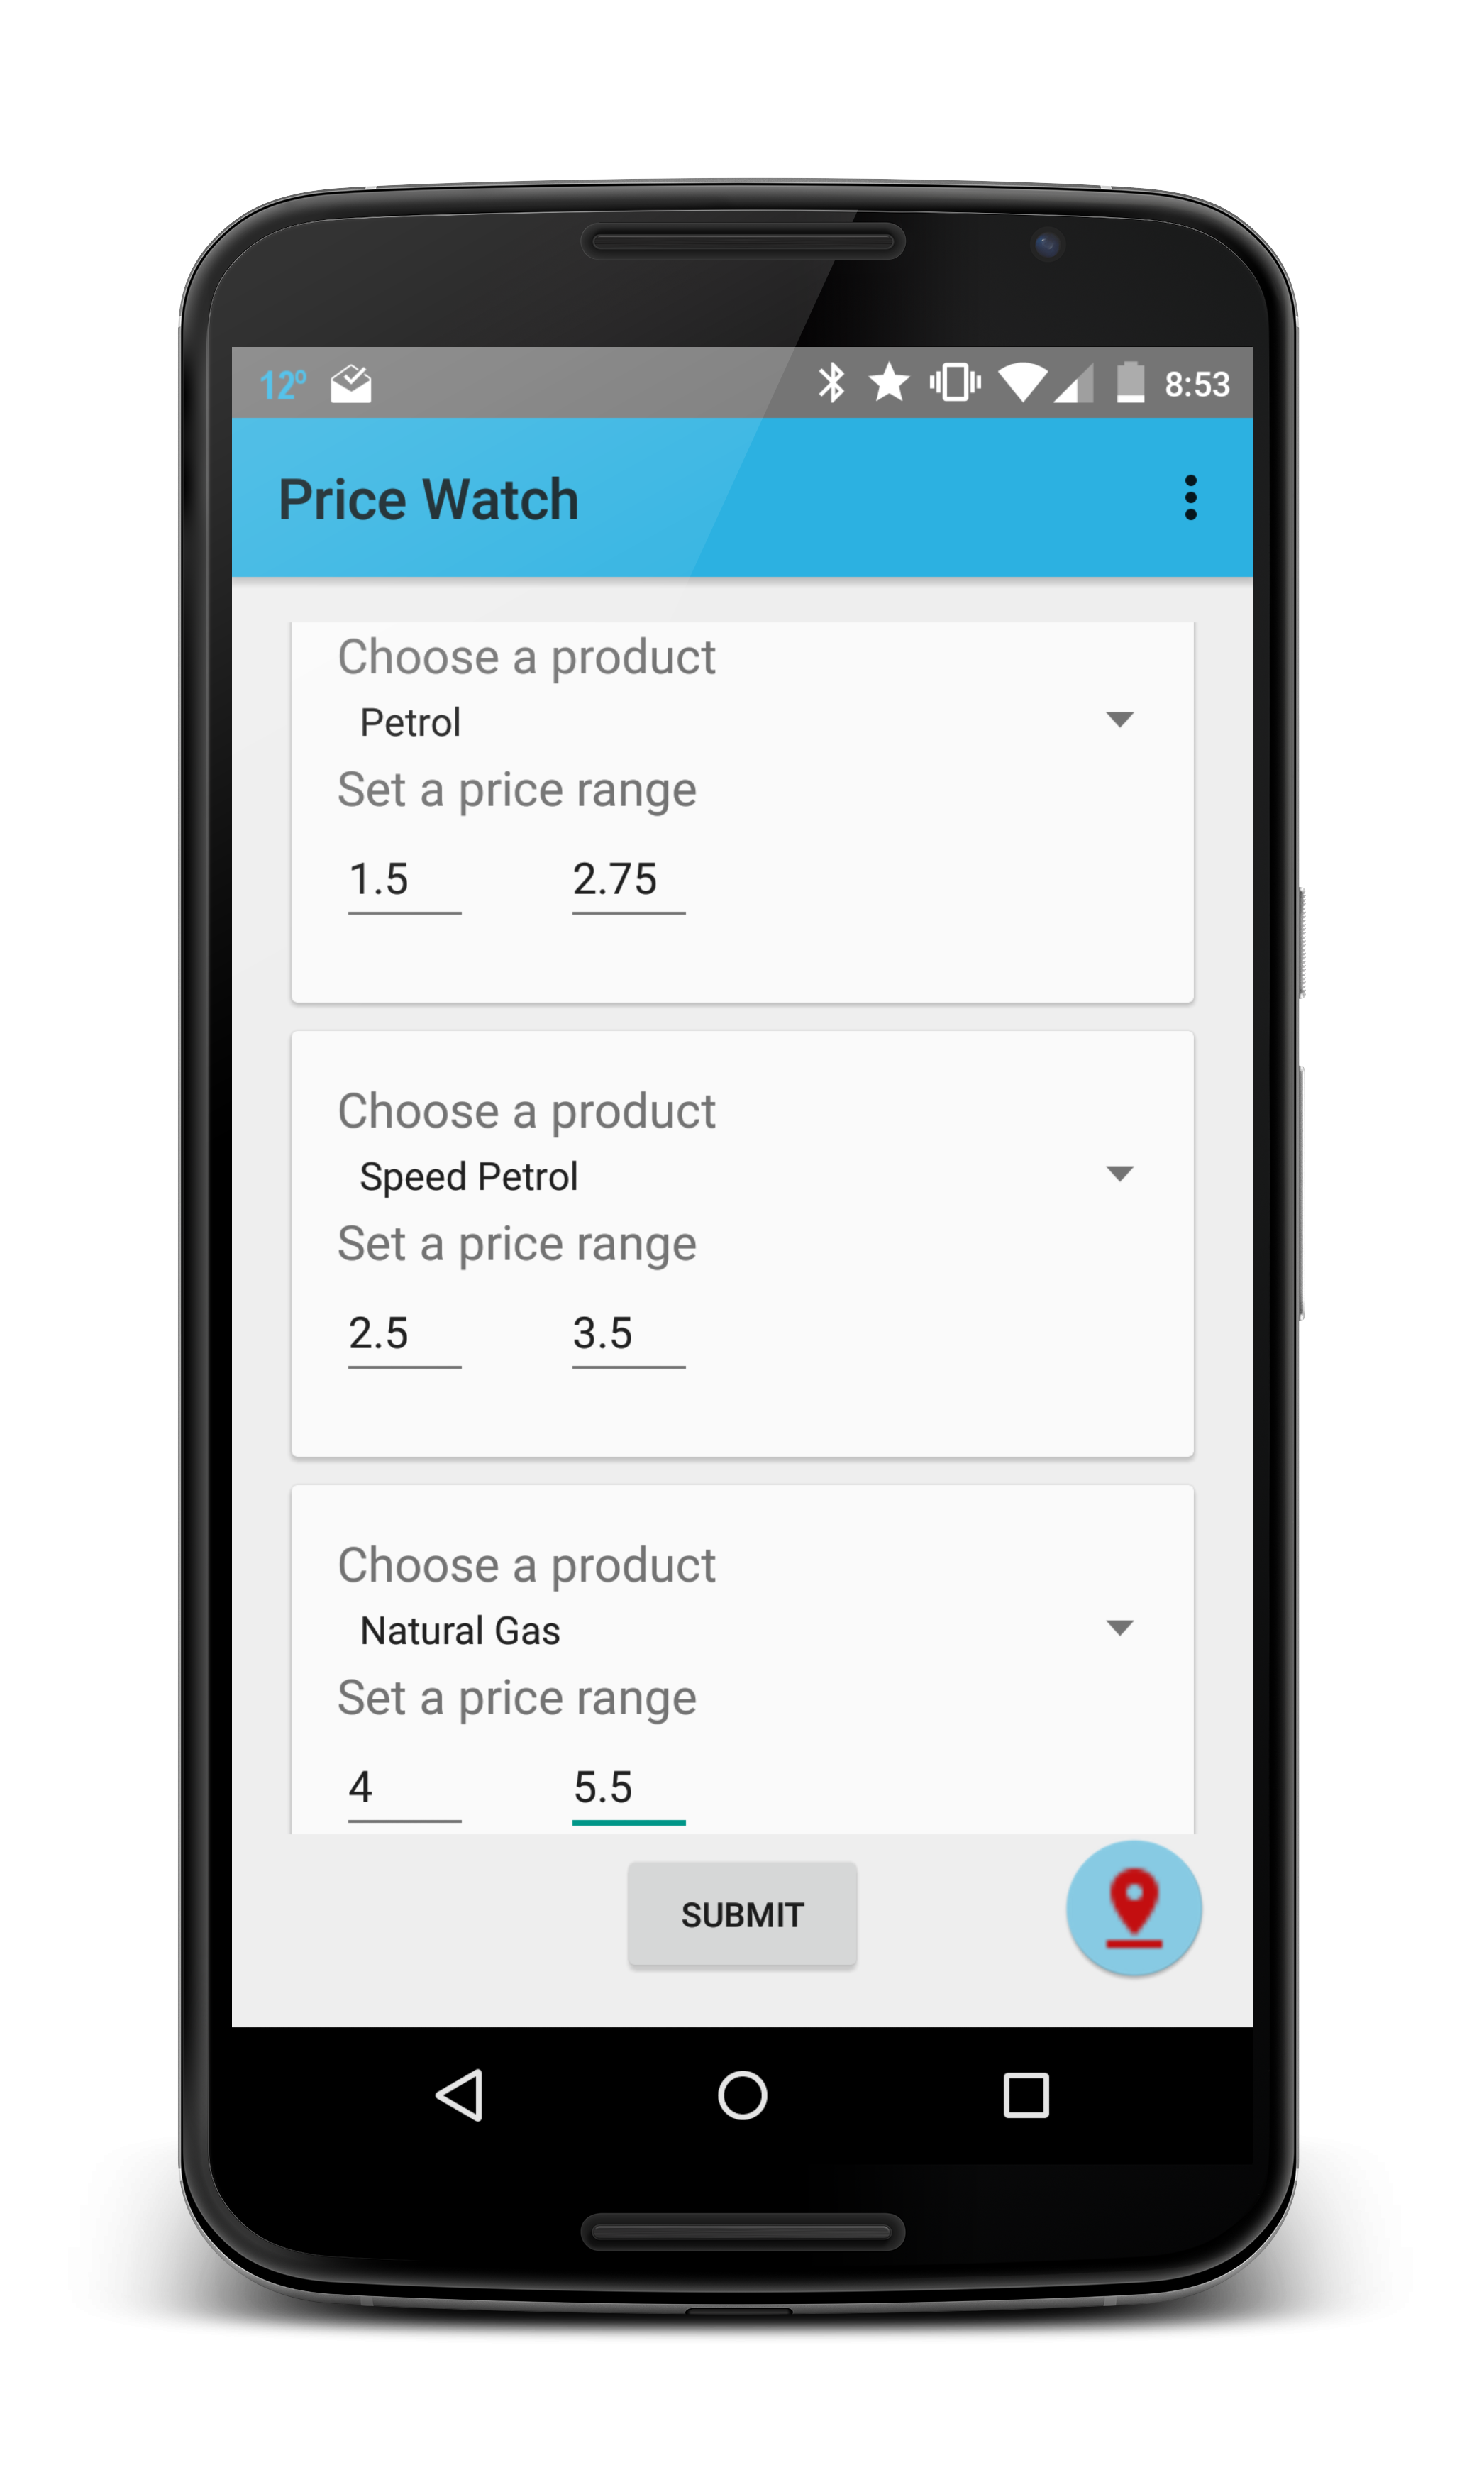 12° 8:53
Price Watch
Choose a product
Petrol
Set a price range
1.5 2.75
Choose a product
Speed Petrol
Set a price range
2.5 3.5
Choose a product
Natural Gas
Set a price range
4 5.5
SUBMIT